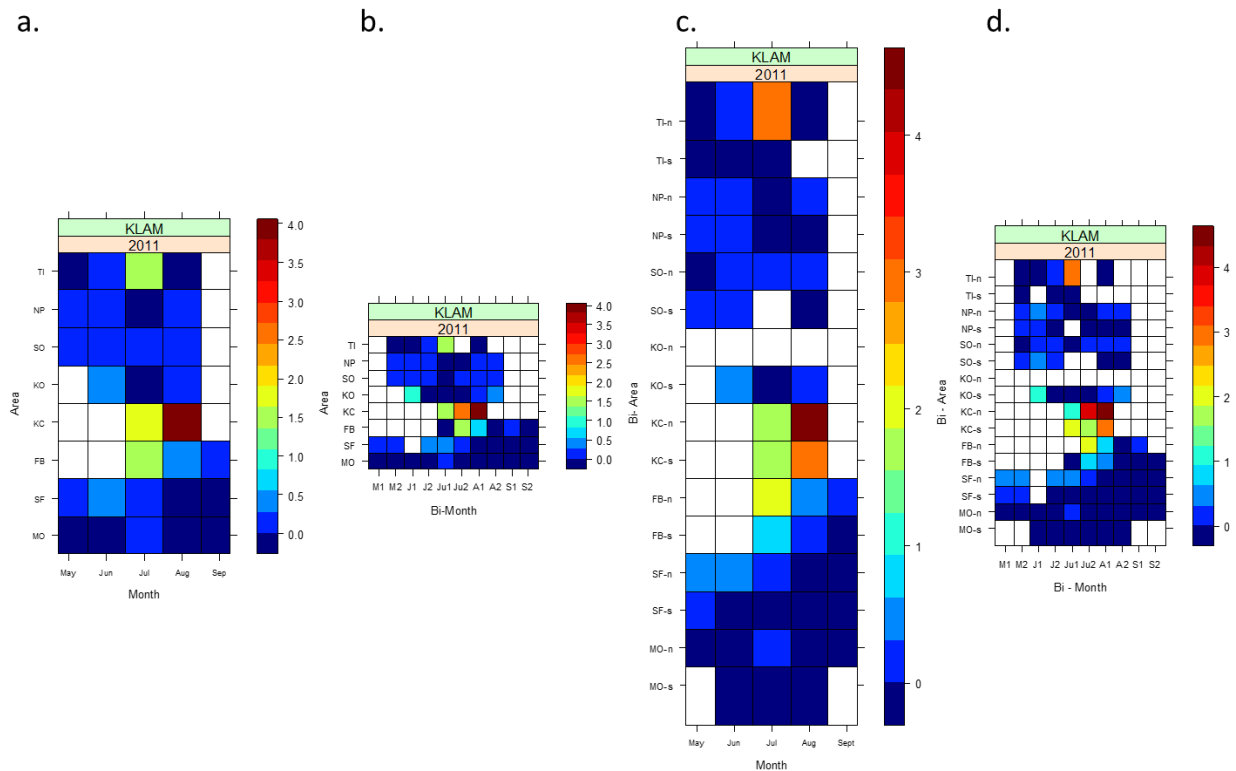 a.
KLAM
2011
TI
NP
SO
KO
KC
FB
SF
MO
Area
May Jun Jul Aug Sep
Month
4.0
3.5
3.0
2.5
2.0
1.5
1.0
0.5
0.0
b.
KLAM
2011
TI
NP
SO
KO
KC
FB
SF
MO
Area
M1 M2 J1 J2 Ju1 Ju2 A1 A2 S1 S2
Bi-Month
4.0
3.5
3.0
2.5
2.0
1.5
1.0
0.5
0.0
c.
KLAM
2011
TI-n
TI-s
NP-n
NP-s
SO-n
SO-s
KO-n
KO-s
KC-n
KC-s
FB-n
FB-s
SF-n
SF-s
MO-n
MO-s
Bi- Area
May Jun Jul Aug Sept
Month
4
3
2
1
0
d.
KLAM
2011
TI-n
TI-s
NP-n
NP-s
SO-n
SO-s
KO-n
KO-s
KC-n
KC-s
FB-n
FB-s
SF-n
SF-s
MO-n
MO-s
Bi - Area
M1 M2 J1 J2 Ju1 Ju2 A1 A2 S1 S2
Bi - Month
4
3
2
1
0